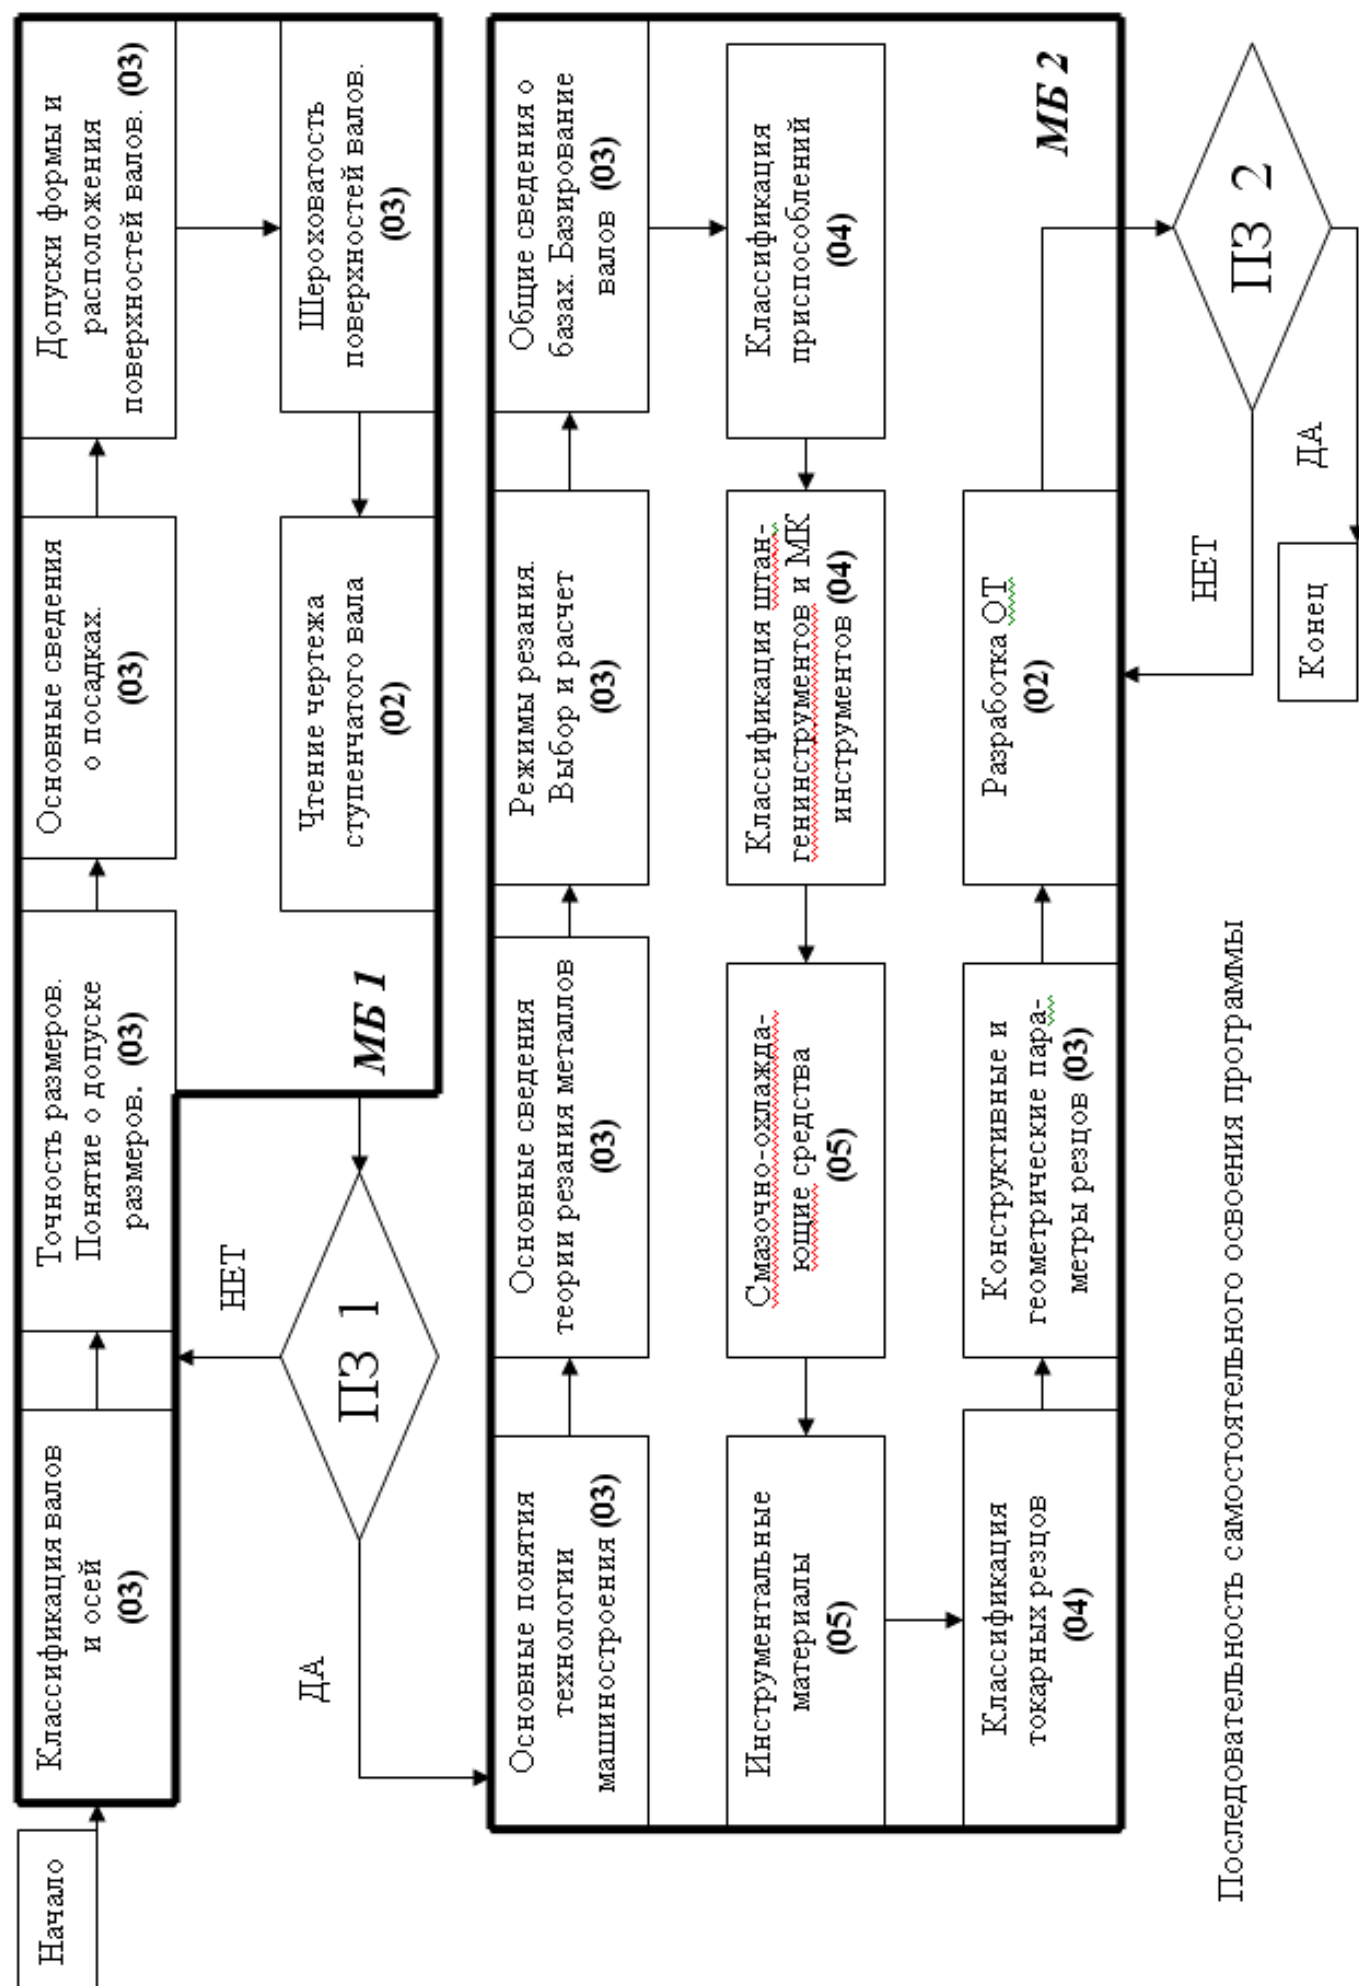 Начало
Классификация валов
и осей
(03)
Точность размеров.
Понятие о допуске
размеров. (03)
Основные сведения
о посадках.
(03)
Допуски формы и
расположения
поверхностей валов. (03)
Шероховатость
поверхностей валов.
(03)
Чтение чертежа
ступенчатого вала
(02)
МБ 1
ПЗ 1
НЕТ
ДА
Основные понятия
технологии
машиностроения (03)
Основные сведения
теории резания металлов
(03)
Режимы резания.
Выбор и расчет
(03)
Общие сведения о
базах. Базирование
валов (03)
Классификация
приспособлений
(04)
Классификация штан-
генинструментов и МК
инструментов (04)
Смазочно-охлажда-
ющие средства
(05)
Инструментальные
материалы
(05)
Классификация
токарных резцов
(04)
Конструктивные и
геометрические пара-
метры резцов (03)
Разработка ОТ
(02)
МБ 2
ПЗ 2
НЕТ
ДА
Конец
Последовательность самостоятельного освоения программы